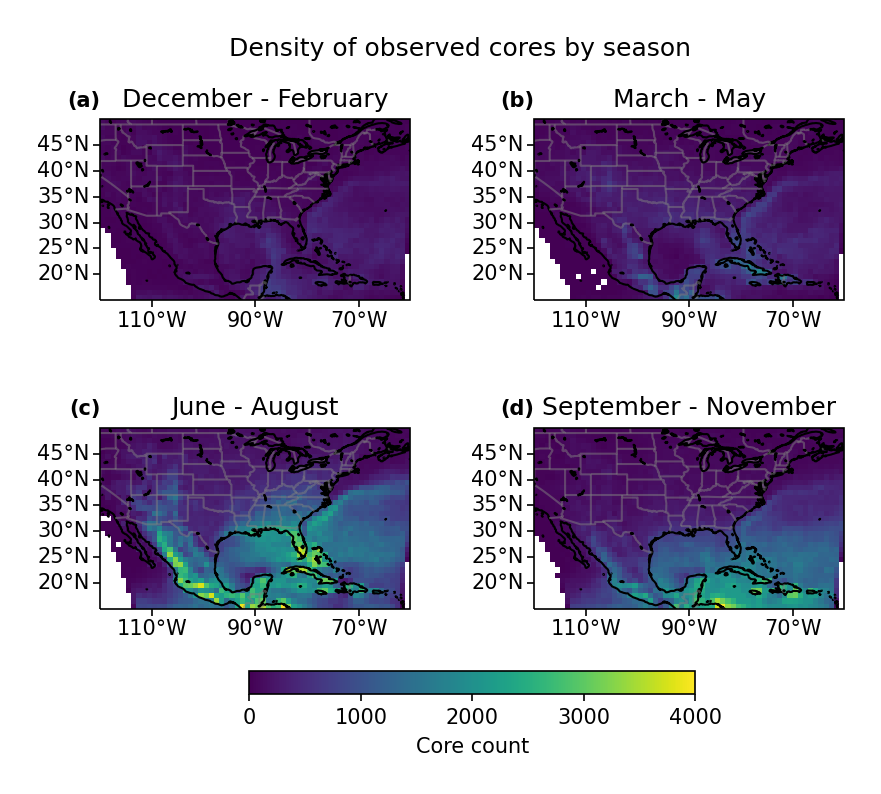 Density of observed cores by season
(a) December - February
(b) March - May
45°N
40°N
35°N
30°N
25°N
20°N
110°W 90°W 70°W
45°N
40°N
35°N
30°N
25°N
20°N
110°W 90°W 70°W
(c) June - August
(d) September - November
45°N
40°N
35°N
30°N
25°N
20°N
110°W 90°W 70°W
45°N
40°N
35°N
30°N
25°N
20°N
110°W 90°W 70°W
0 1000 2000 3000 4000
Core count